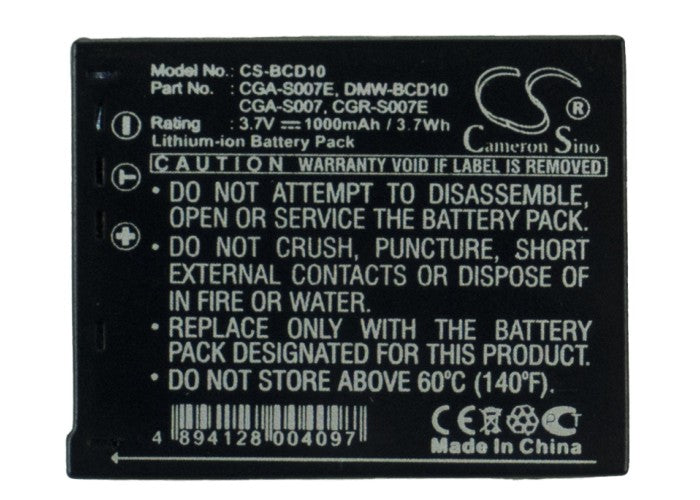 Model No. : CS-BCD10
Part No. : CGA-S007E, DMW-BCD10
CGA-S007, CGR-S007E
Rating : 3.7V 1000mAh / 3.7Wh
Lithium-ion Battery Pack
CS ®
Cameron Sino
CAUTION WARRANTY VOID IF LABEL IS REMOVED
• DO NOT ATTEMPT TO DISASSEMBLE,
OPEN OR SERVICE THE BATTERY PACK.
• DO NOT CRUSH, PUNCTURE, SHORT
EXTERNAL CONTACTS OR DISPOSE OF
IN FIRE OR WATER.
• REPLACE ONLY WITH THE BATTERY
PACK DESIGNATED FOR THIS PRODUCT.
• DO NOT STORE ABOVE 60°C (140°F).
4 894128 004097
CE
Made In China
I
T
+